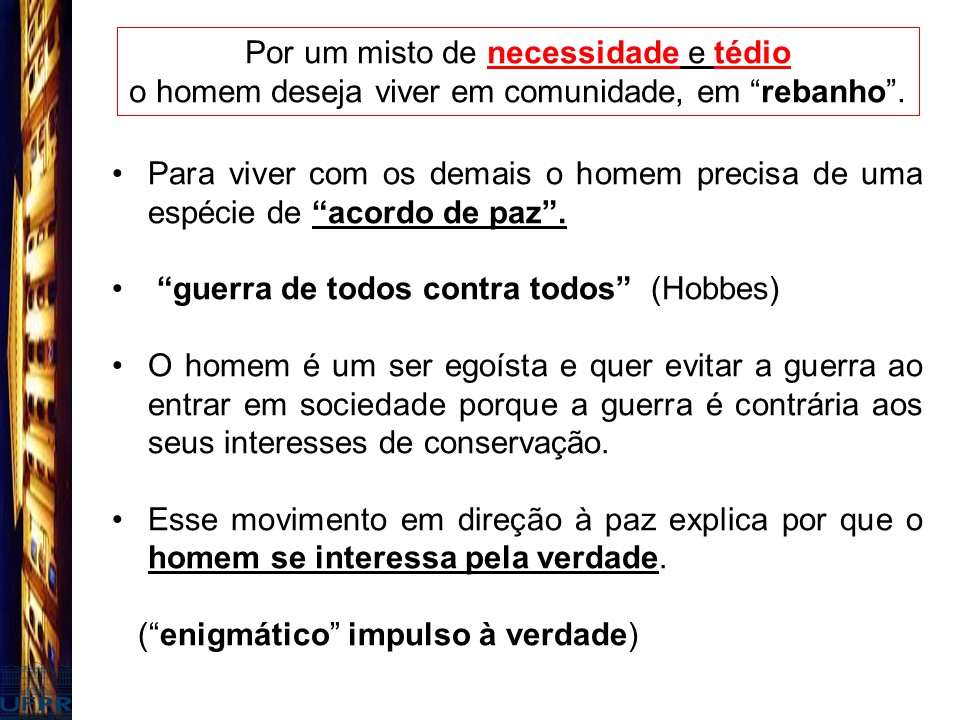 Por um misto de necessidade e tédio
o homem deseja viver em comunidade, em “rebanho”.
• Para viver com os demais o homem precisa de uma
espécie de “acordo de paz”.
• “guerra de todos contra todos” (Hobbes)
• O homem é um ser egoísta e quer evitar a guerra ao
entrar em sociedade porque a guerra é contrária aos
seus interesses de conservação.
• Esse movimento em direção à paz explica por que o
homem se interessa pela verdade.
(“enigmático” impulso à verdade)
UFPR